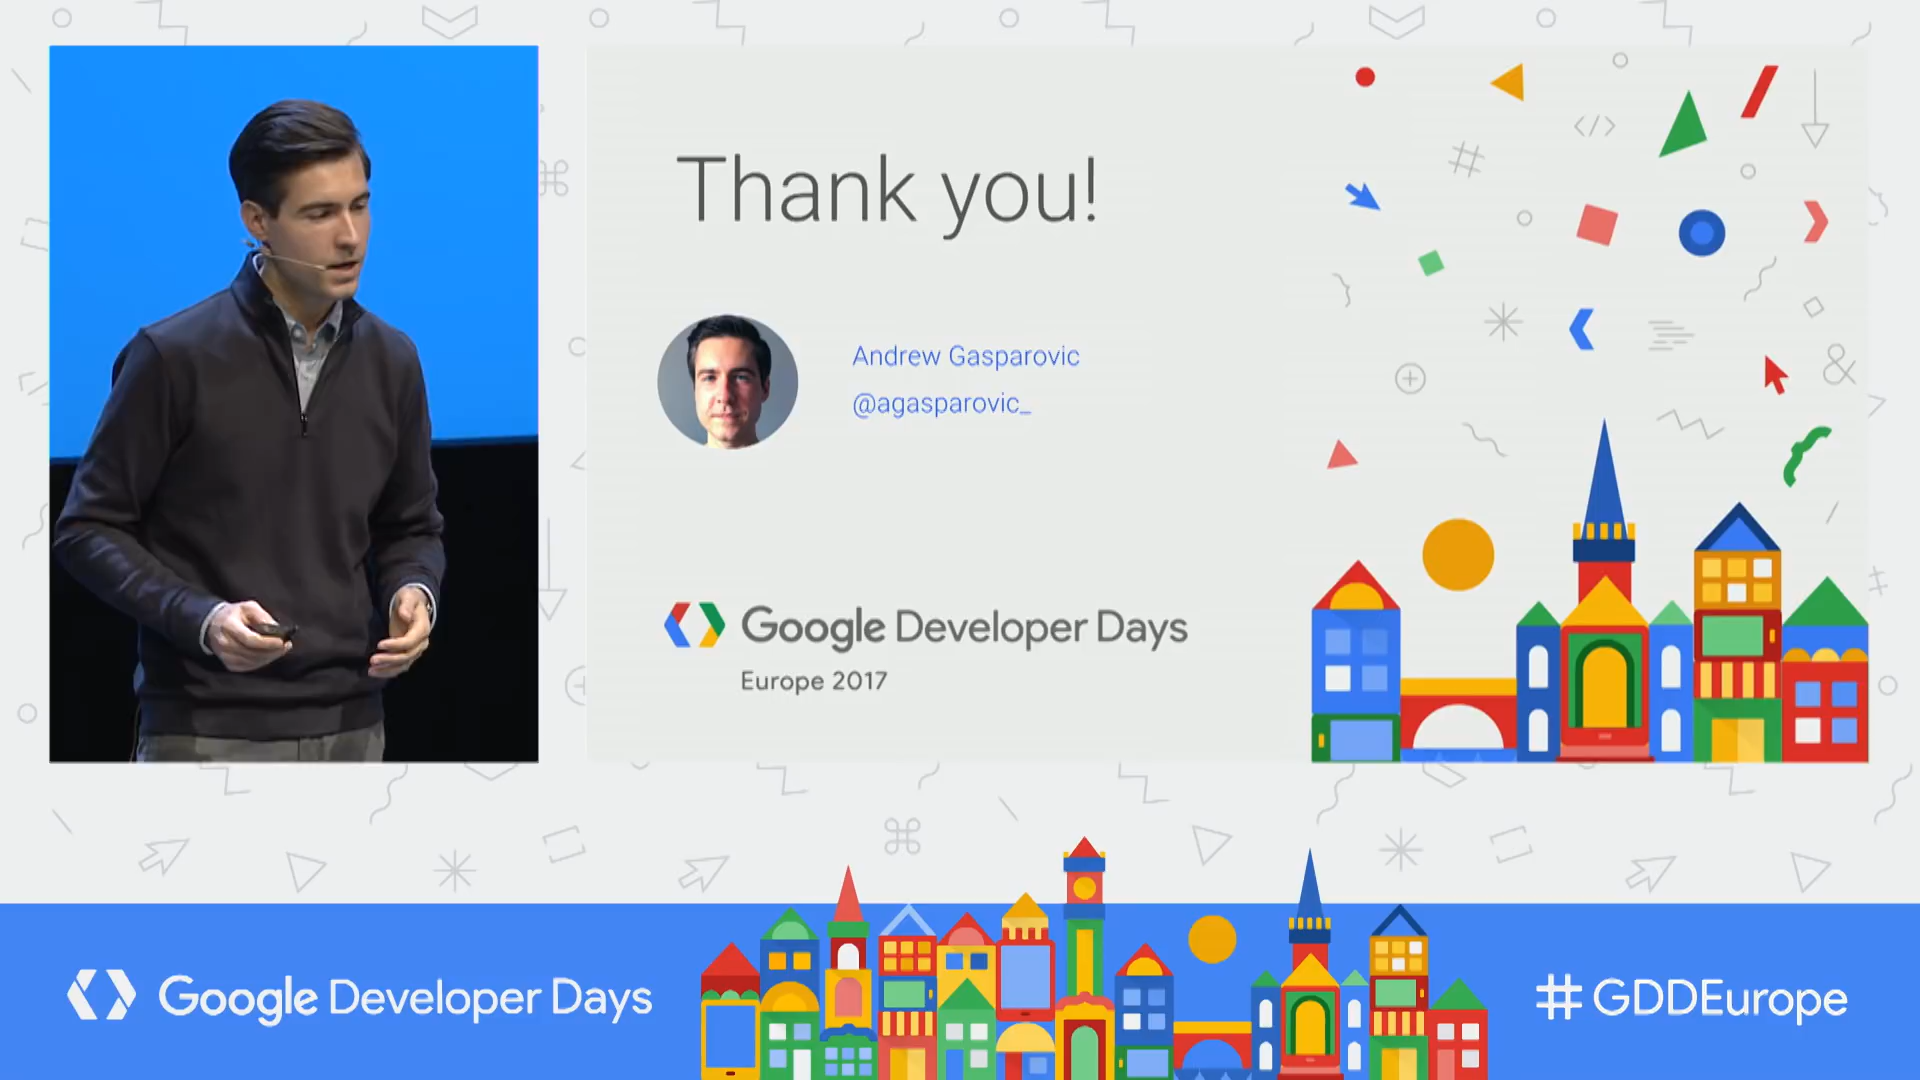 Thank you!
Andrew Gasparovic
@agasparovic_
Google Developer Days
Europe 2017
Google Developer Days
#GDDEurope